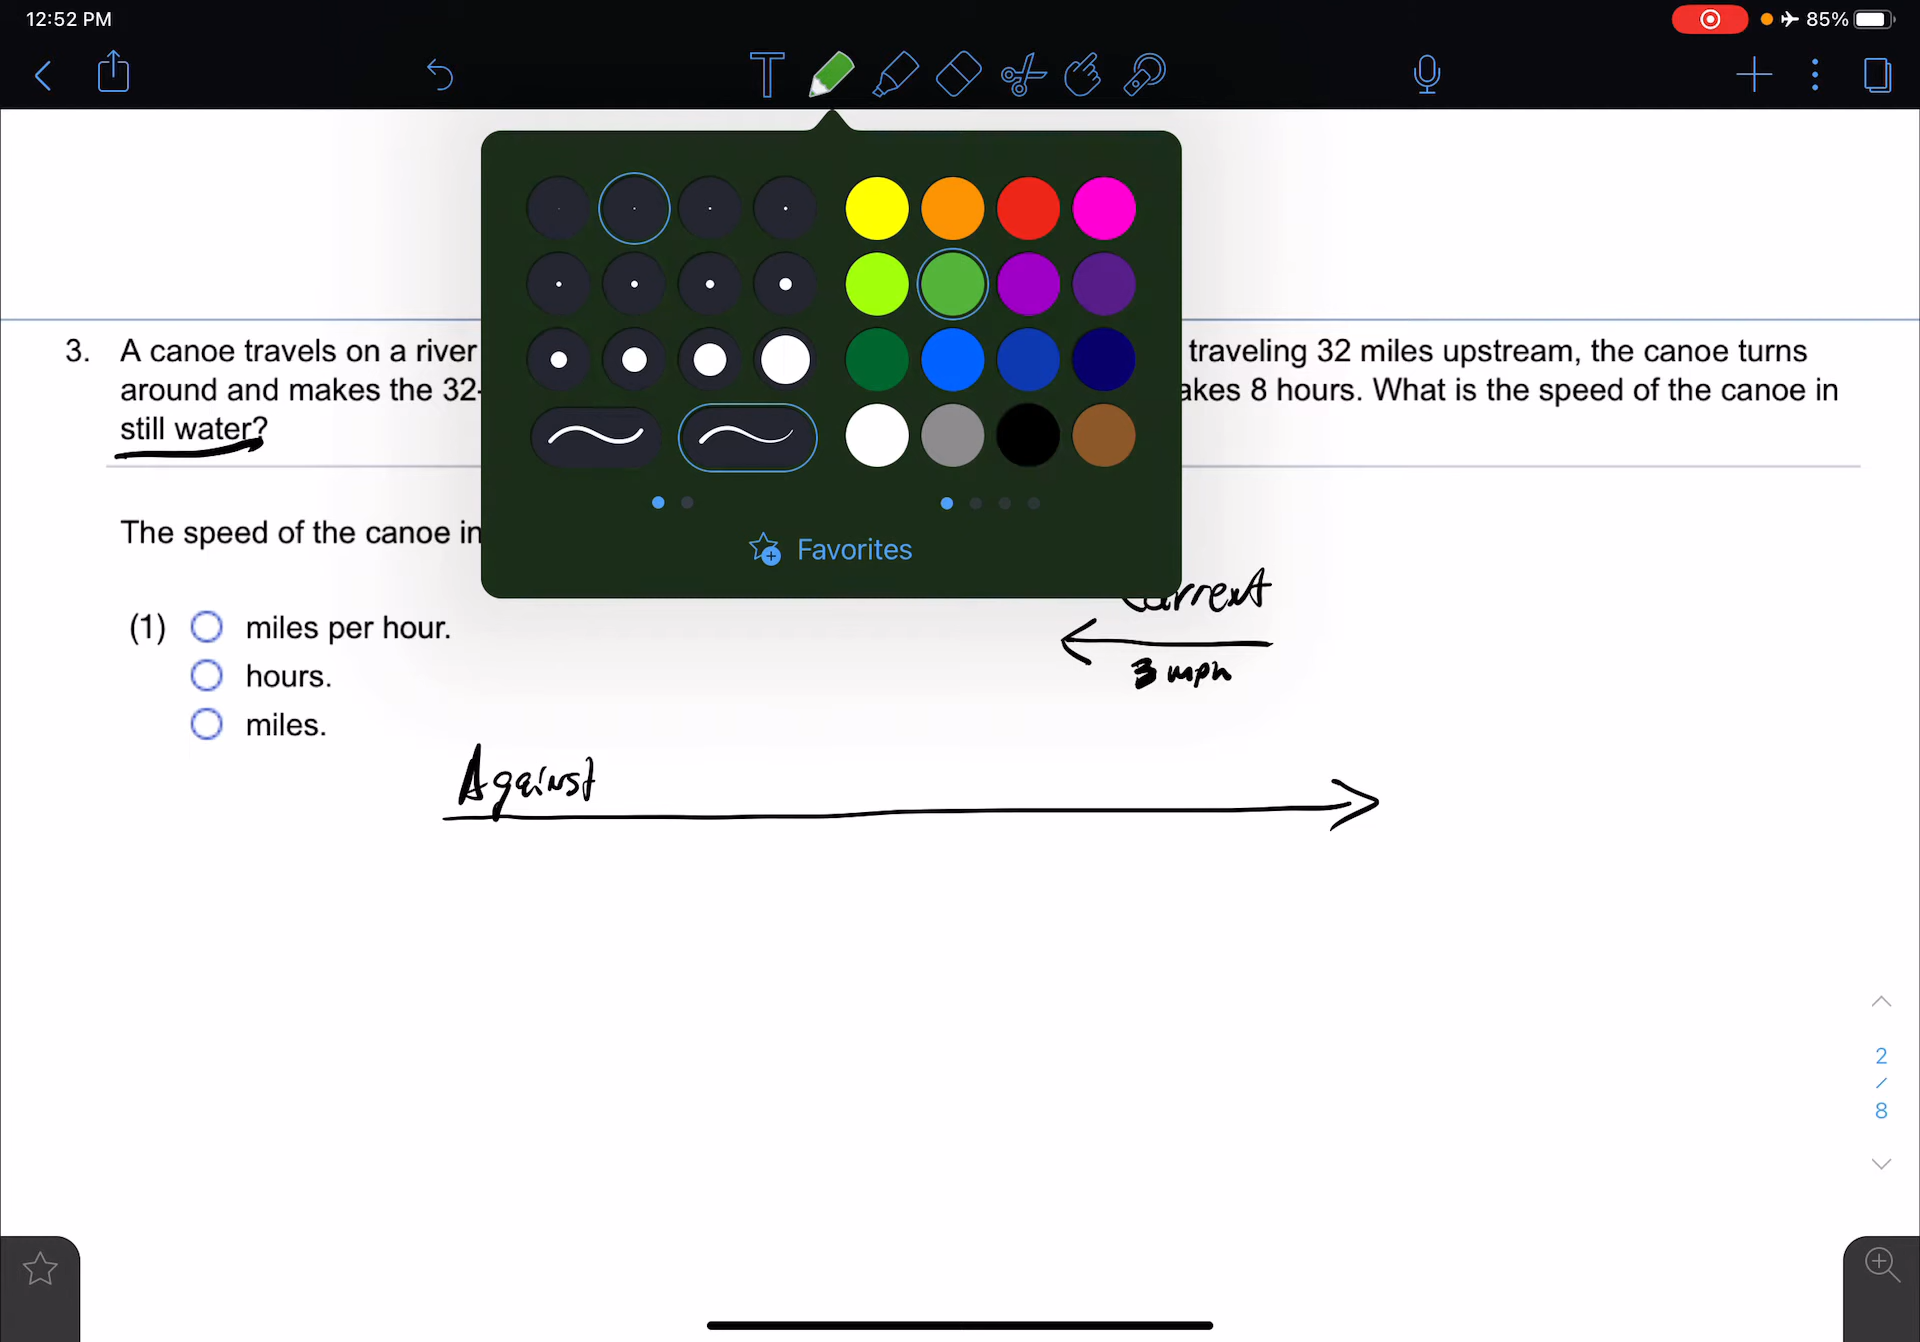 12:52 PM
85%
T
3. A canoe travels on a river traveling 32 miles upstream, the canoe turns
around and makes the 32- akes 8 hours. What is the speed of the canoe in
still water?
The speed of the canoe in
Favorites
Current
3 mph
(1) miles per hour.
hours.
miles.
Against
2
/
8